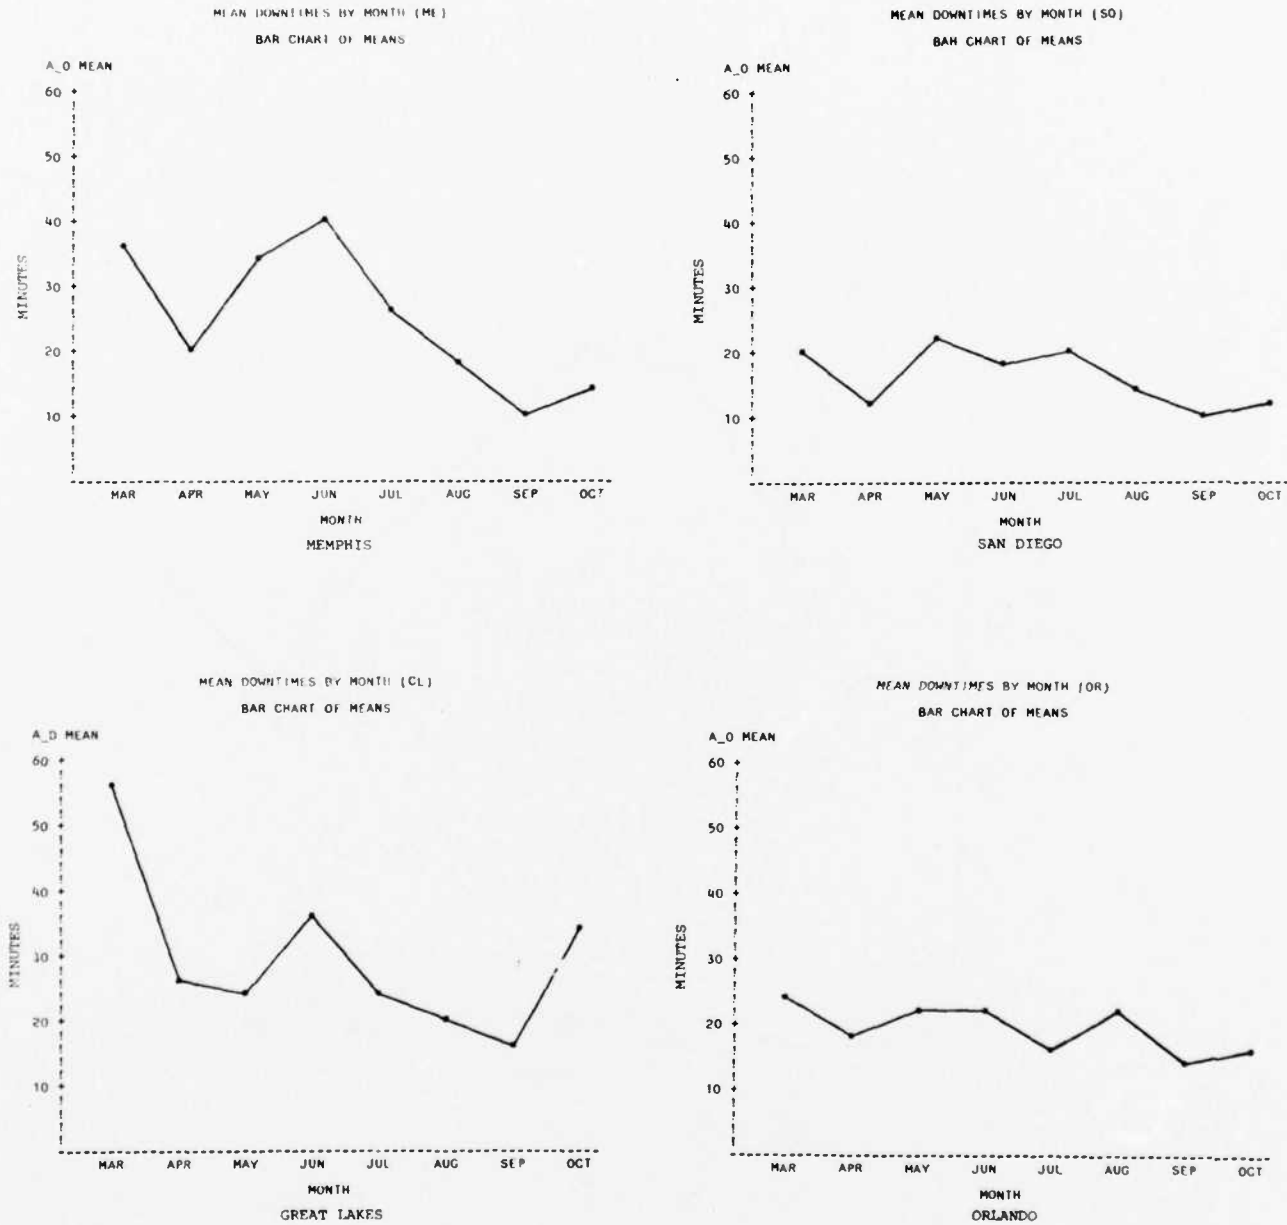 MEAN DOWNTIMES BY MONTH (ME)
BAR CHART OF MEANS
A_O MEAN
60
50
40
30
20
10
MINUTES
MAR APR MAY JUN JUL AUG SEP OCT
MONTH
MEMPHIS
MEAN DOWNTIMES BY MONTH (SO)
BAH CHART OF MEANS
A_O MEAN
60
50
40
30
20
10
MINUTES
MAR APR MAY JUN JUL AUG SEP OCT
MONTH
SAN DIEGO
MEAN DOWNTIMES BY MONTH (CL)
BAR CHART OF MEANS
A_D MEAN
60
50
40
30
20
10
MINUTES
MAR APR MAY JUN JUL AUG SEP OCT
MONTH
GREAT LAKES
MEAN DOWNTIMES BY MONTH (OR)
BAR CHART OF MEANS
A_O MEAN
60
50
40
30
20
10
MINUTES
MAR APR MAY JUN JUL AUG SEP OCT
MONTH
ORLANDO